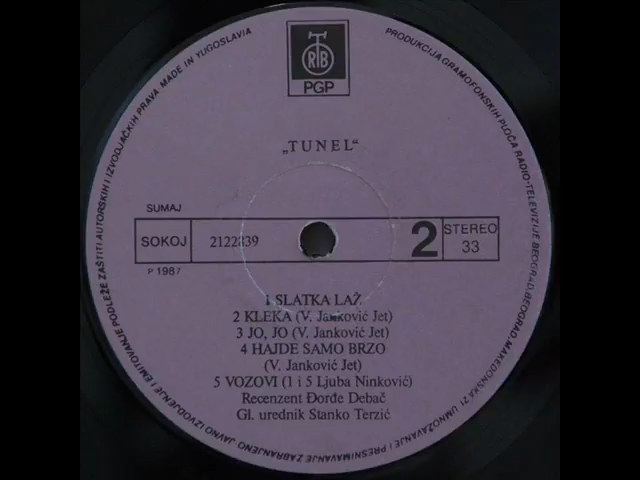 RTB
PGP
PRODUKCIJA GRAMOFONSKIH PLOČA RADIO-TELEVIZIJE BEOGRAD, BEOGRAD, MAKEDONSKA 21 UMNOŽAVANJE I PRESNIMAVANJE ZABRANJENO JAVNO IZVODJENJE I EMITOVANJE PODLEŽE ZAŠTITI AUTORSKIH I IZVODJAČKIH PRAVA MADE IN YUGOSLAVIA
„TUNEL“
SUMAJ
SOKOJ 2122839 2 STEREO 33
P 1987
1 SLATKA LAŽ
2 KLEKA (V. Janković Jet)
3 JO, JO (V. Janković Jet)
4 HAJDE SAMO BRZO
(V. Janković Jet)
5 VOZOVI (1 i 5 Ljuba Ninković)
Recenzent Đorđe Debač
Gl. urednik Stanko Terzić